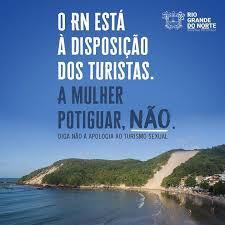 O RN ESTÁ
À DISPOSIÇÃO
DOS TURISTAS.
A MULHER
POTIGUAR, NÃO.
DIGA NÃO A APOLOGIA AO TURISMO SEXUAL
RIO
GRANDE
DO NORTE